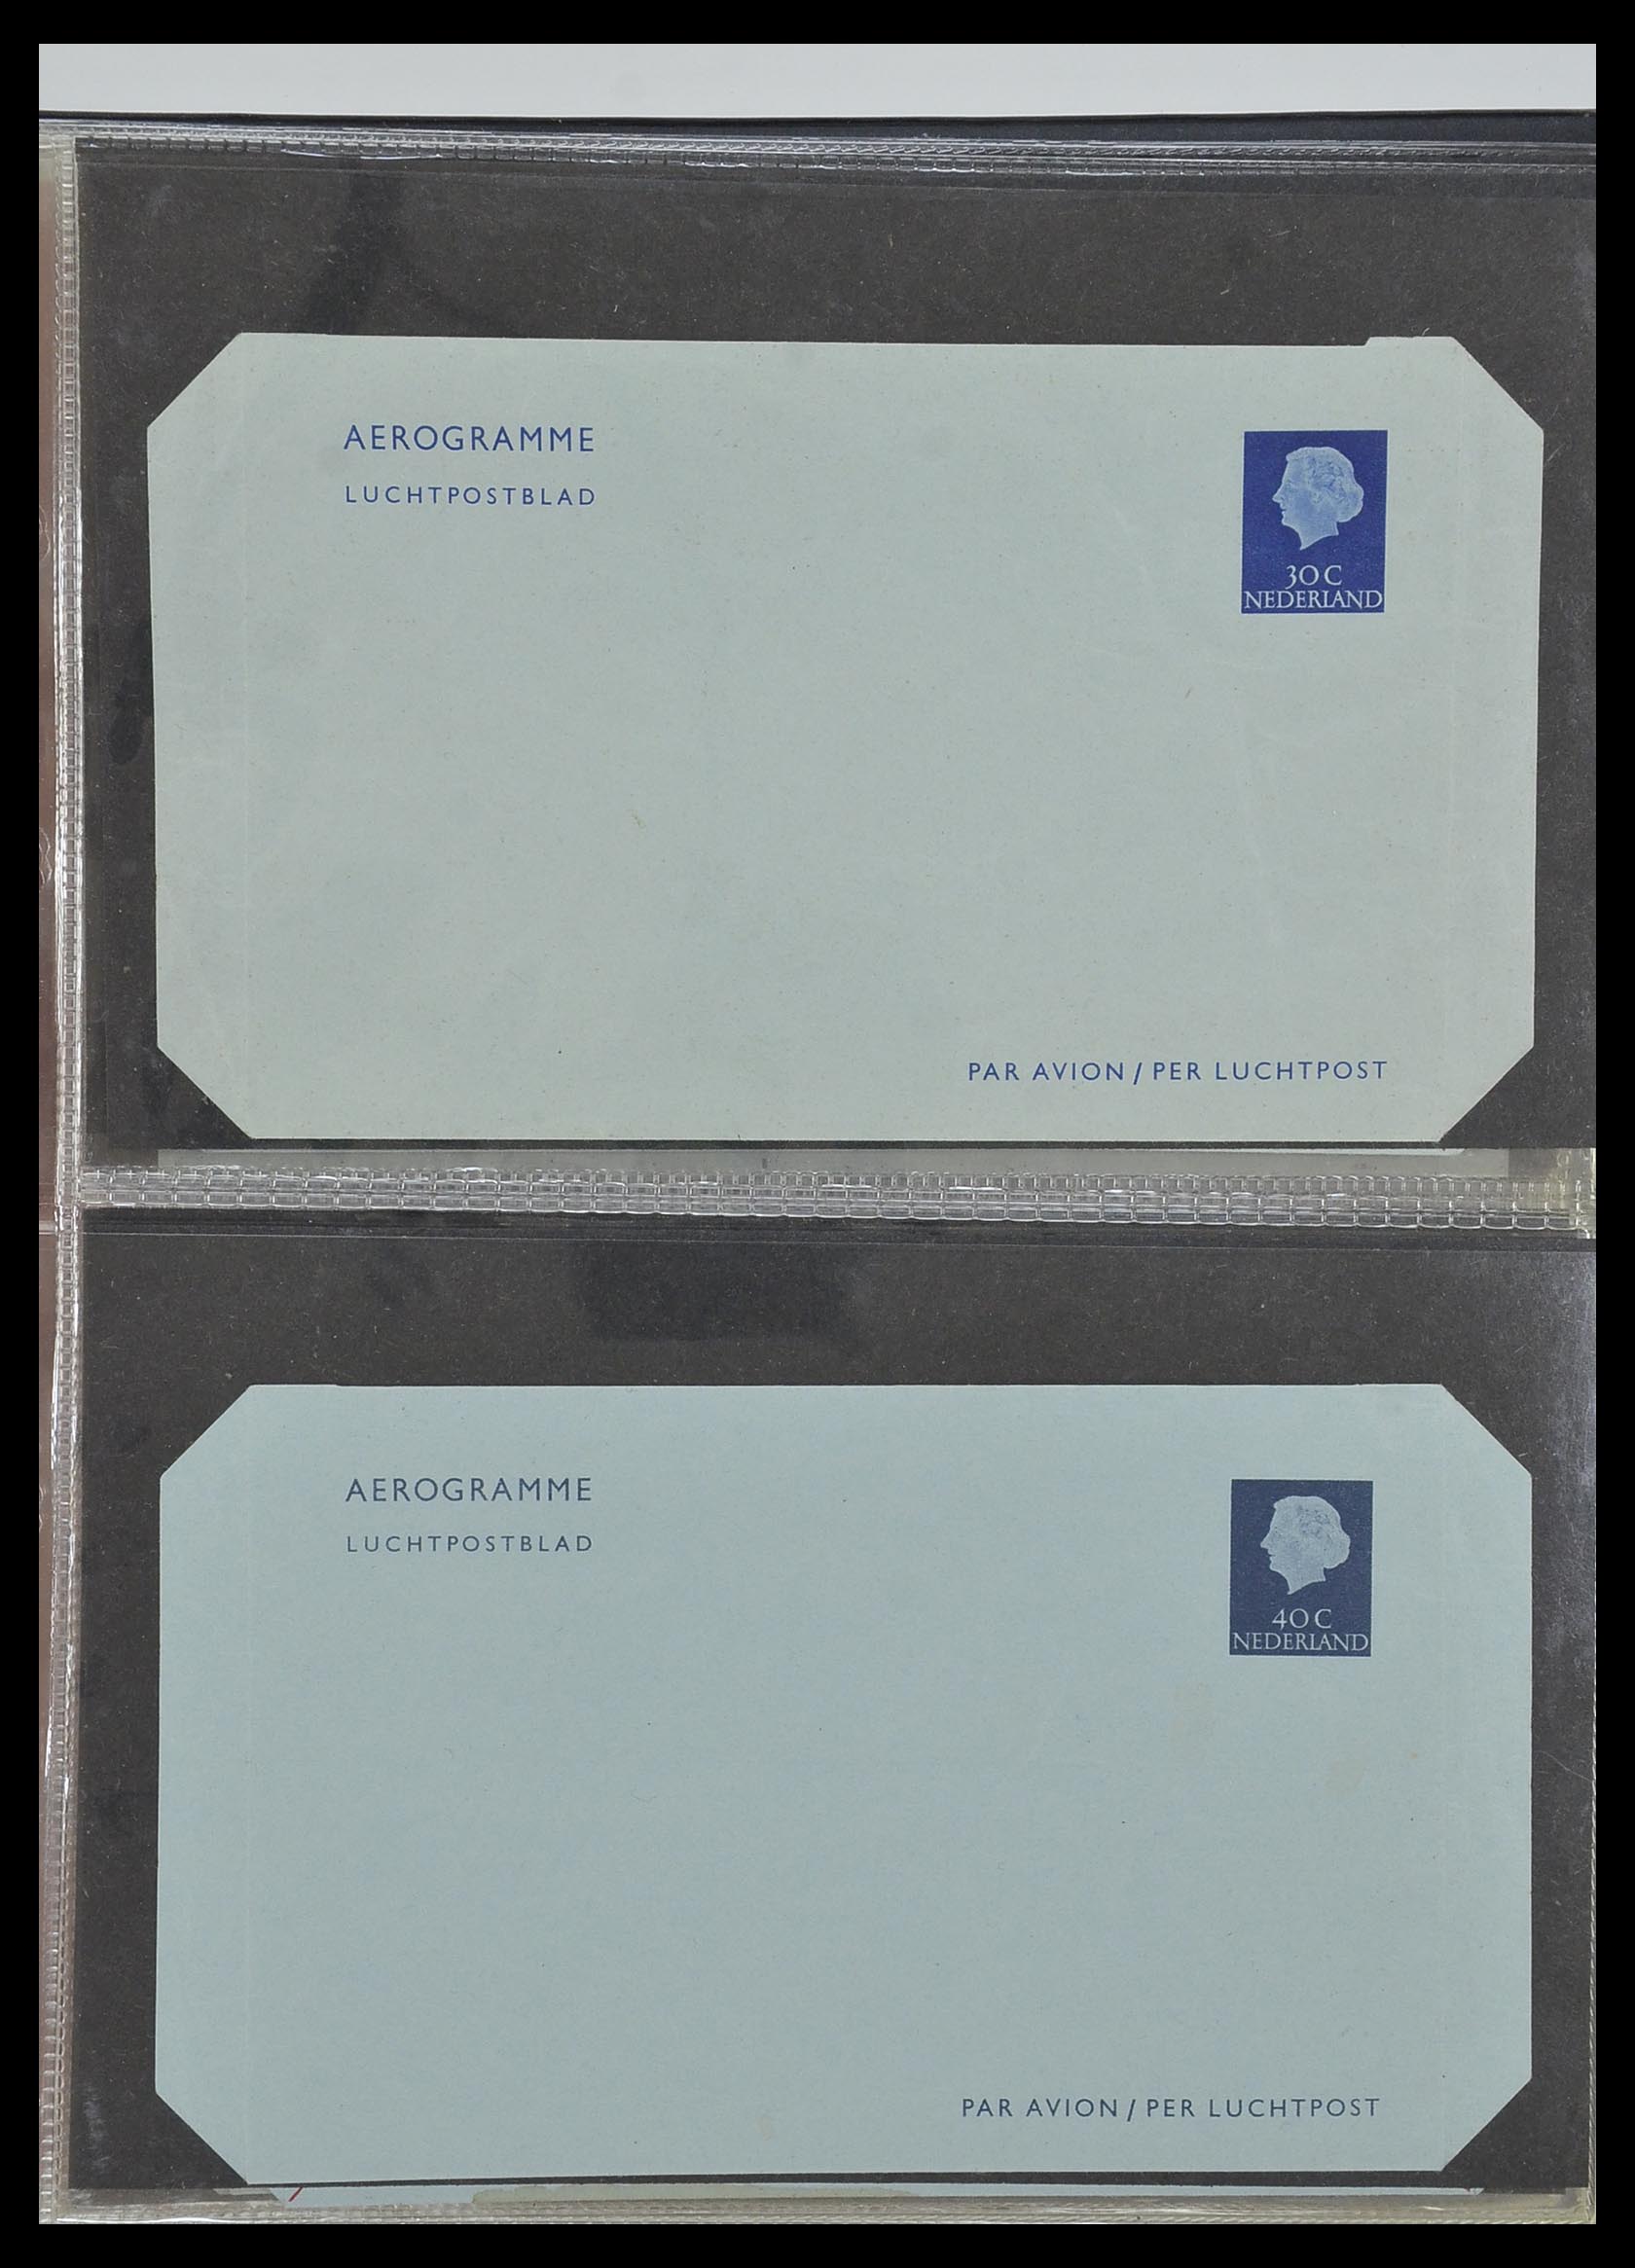 AEROGRAMME
LUCHTPOSTBLAD
30 C
NEDERLAND
PAR AVION / PER LUCHTPOST
AEROGRAMME
LUCHTPOSTBLAD
40 C
NEDERLAND
PAR AVION / PER LUCHTPOST